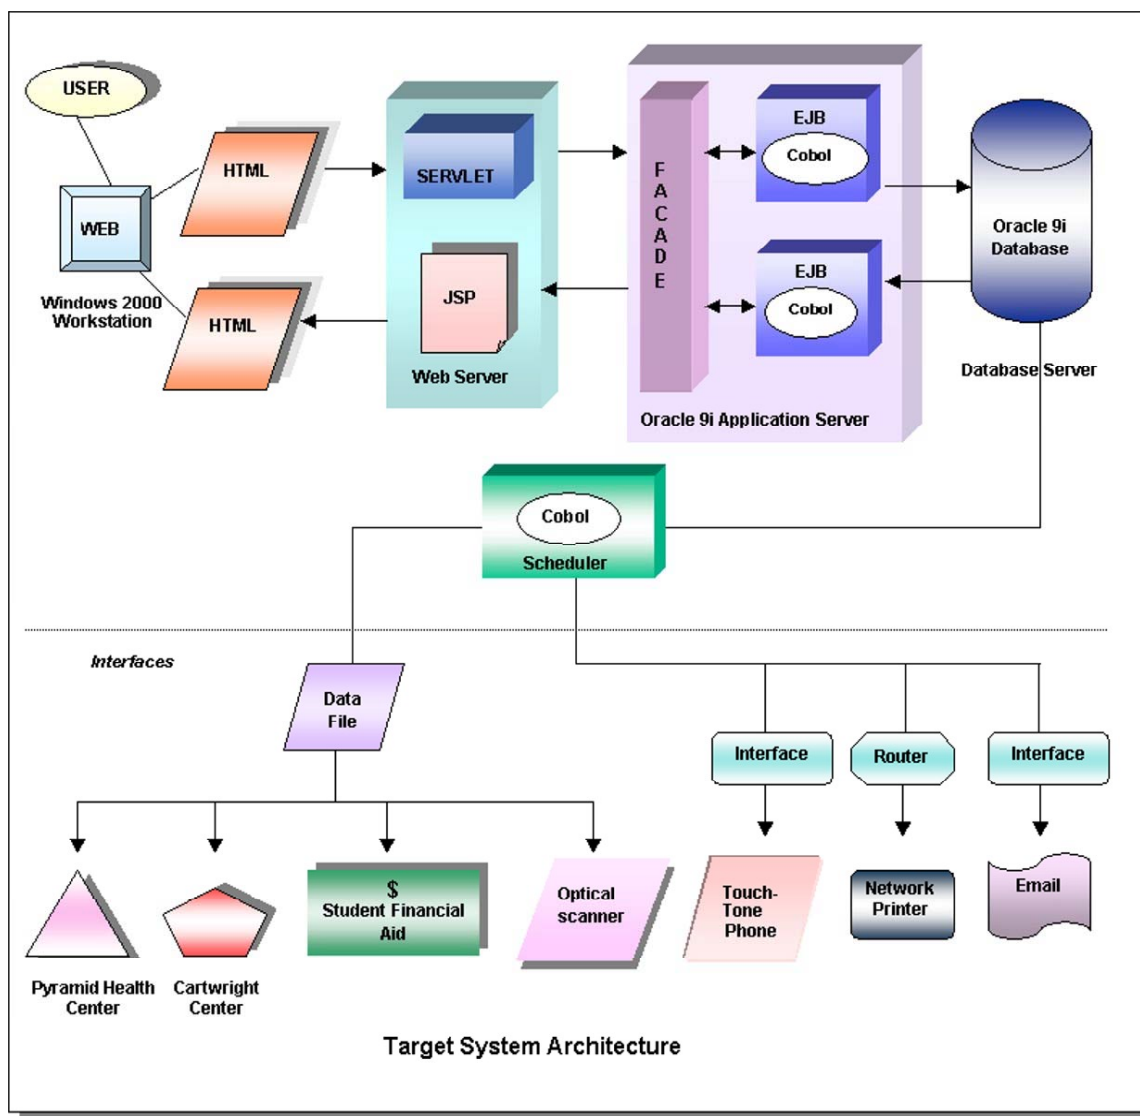 USER
HTML
WEB
Windows 2000
Workstation
HTML
SERVLET
JSP
Web Server
F
A
C
A
D
E
EJB
Cobol
EJB
Cobol
Oracle 9i Application Server
Oracle 9i
Database
Database Server
Cobol
Scheduler
Interfaces
Data
File
Interface
Router
Interface
Pyramid Health
Center
Cartwright
Center
$
Student Financial
Aid
Optical
scanner
Touch-
Tone
Phone
Network
Printer
Email
Target System Architecture